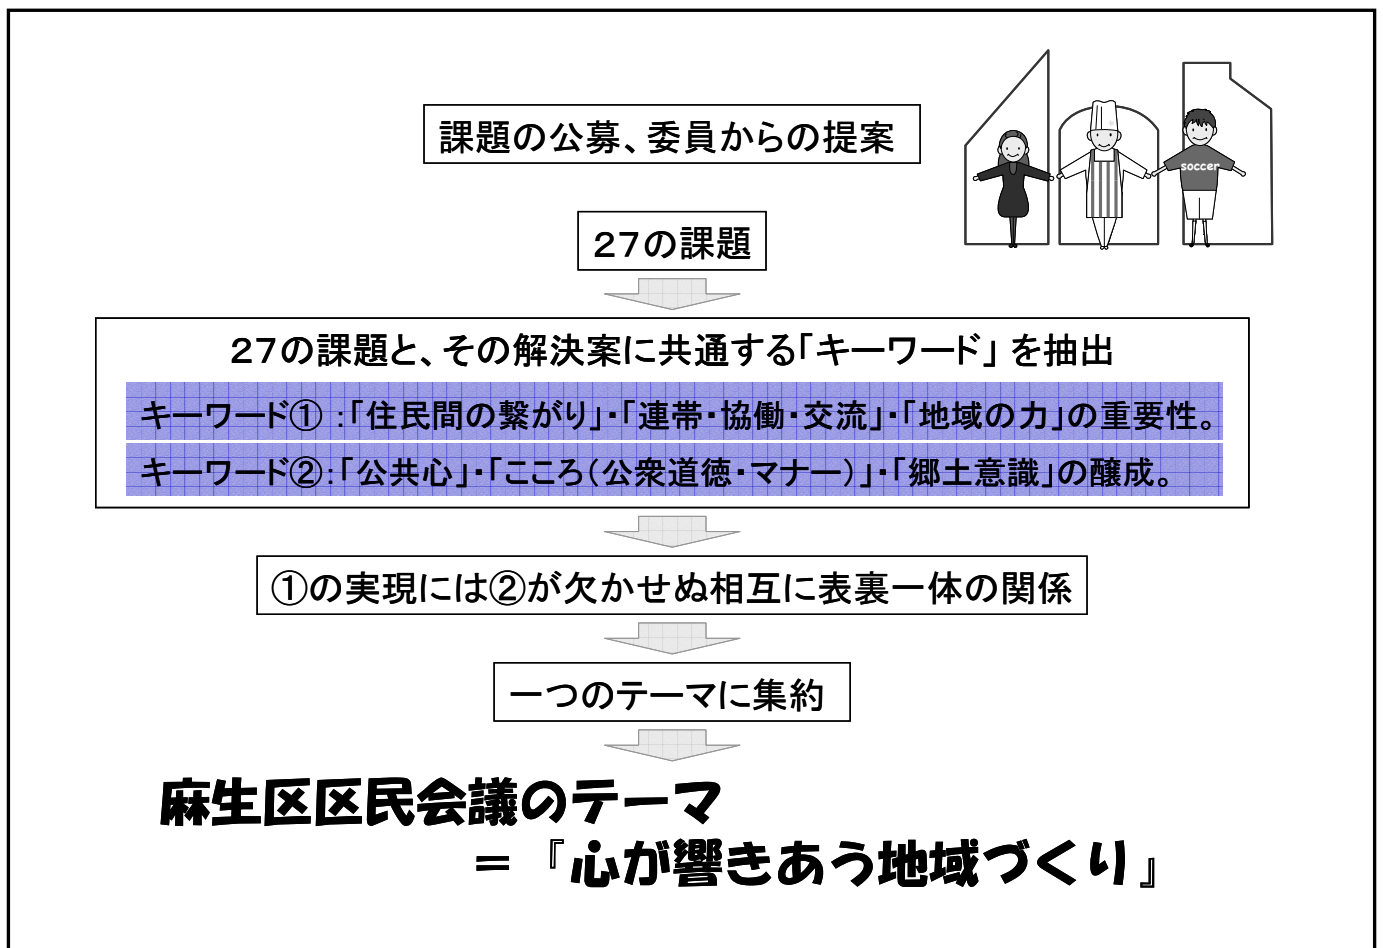 課題の公募、委員からの提案
soccer
27の課題
27の課題と、その解決案に共通する「キーワード」 を抽出
キーワード① :「住民間の繋がり」・「連帯・協働・交流」・「地域の力」の重要性。
キーワード②:「公共心」・「こころ(公衆道徳・マナー)」・「郷土意識」の醸成。
①の実現には②が欠かせぬ相互に表裏一体の関係
一つのテーマに集約
麻生区区民会議のテーマ
=『心が響きあう地域づくり』